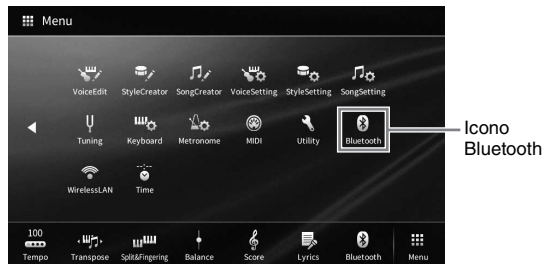 Menu
VoiceEdit StyleCreator SongCreator VoiceSetting StyleSetting SongSetting
Tuning Keyboard Metronome MIDI Utility Bluetooth
Icono
Bluetooth
--:--
WirelessLAN Time
100
Tempo Transpose Split&Fingering Balance Score Lyrics Bluetooth Menu